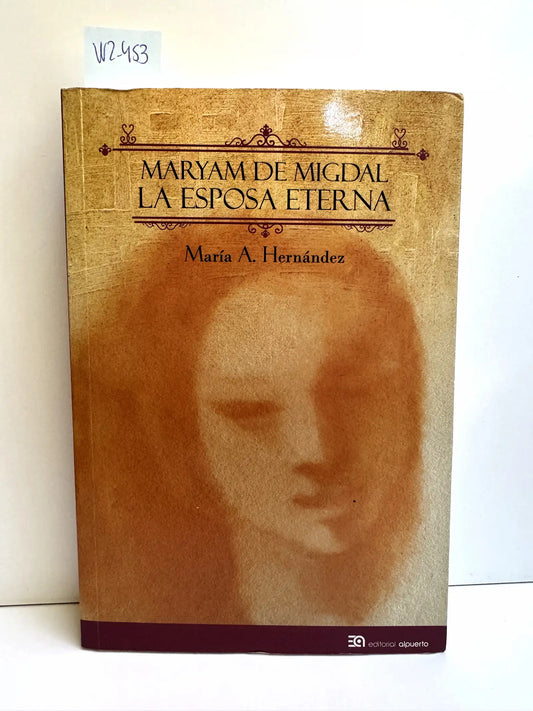 W2-453
MARYAM DE MIGDAL
LA ESPOSA ETERNA
María A. Hernández
editorial alpuerto